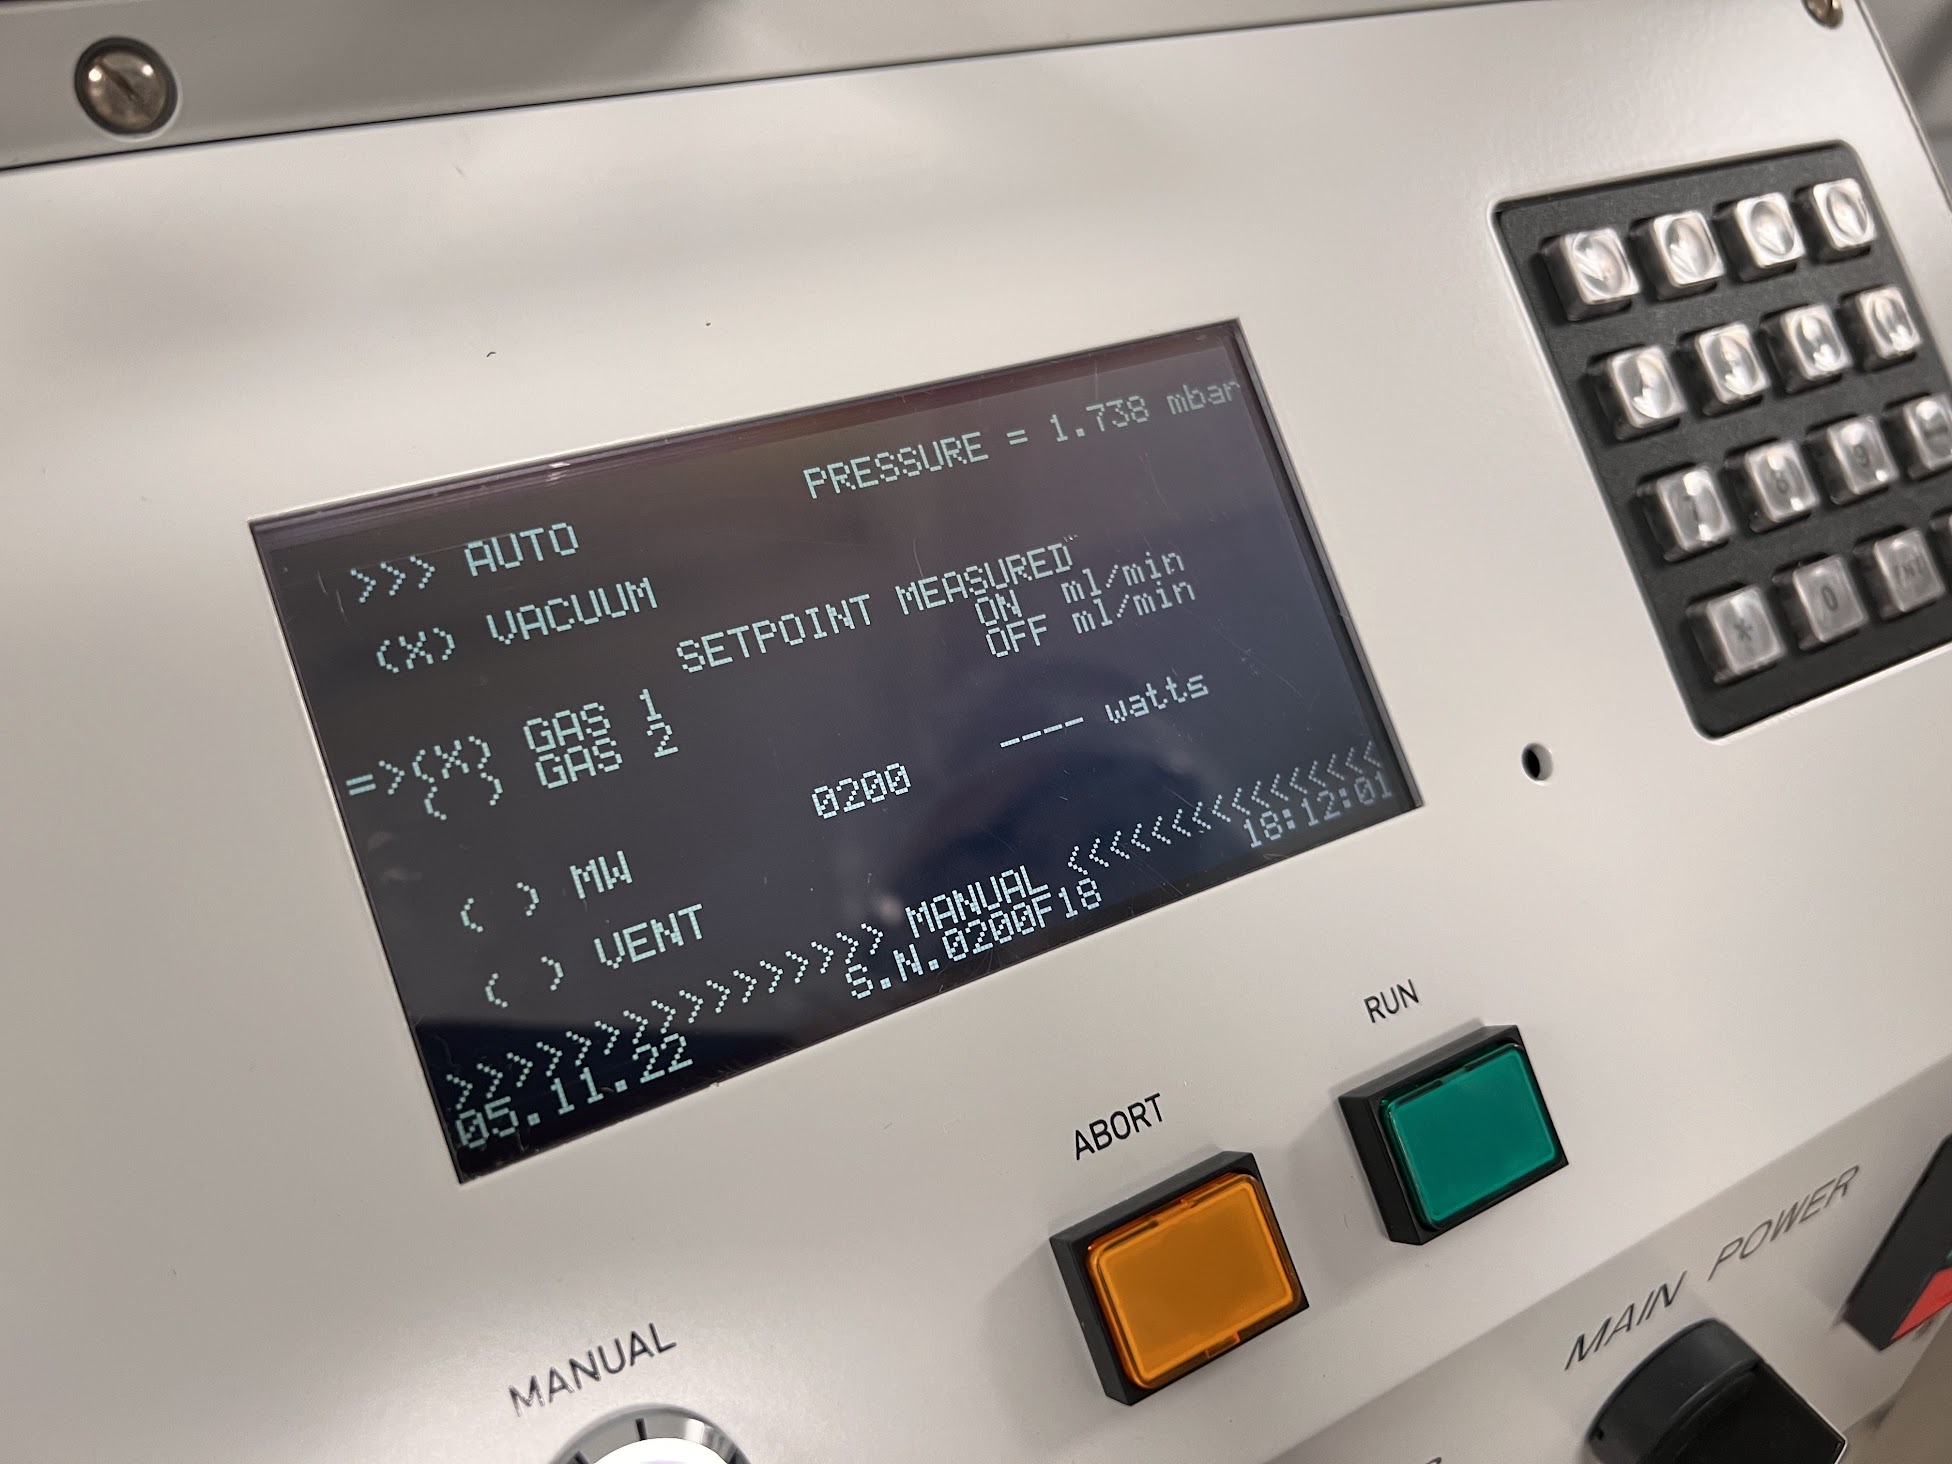 PRESSURE = 1.738 mbar
>>> AUTO
(X) VACUUM
SETPOINT MEASURED
=>(X) GAS 1 ON ml/min
( ) GAS 2 OFF ml/min
( ) MW 0200 ---- watts
( ) VENT
MANUAL
S.N.0200F18
05.11.22 18:12:01
RUN
ABORT
MAIN POWER
MANUAL
0
*